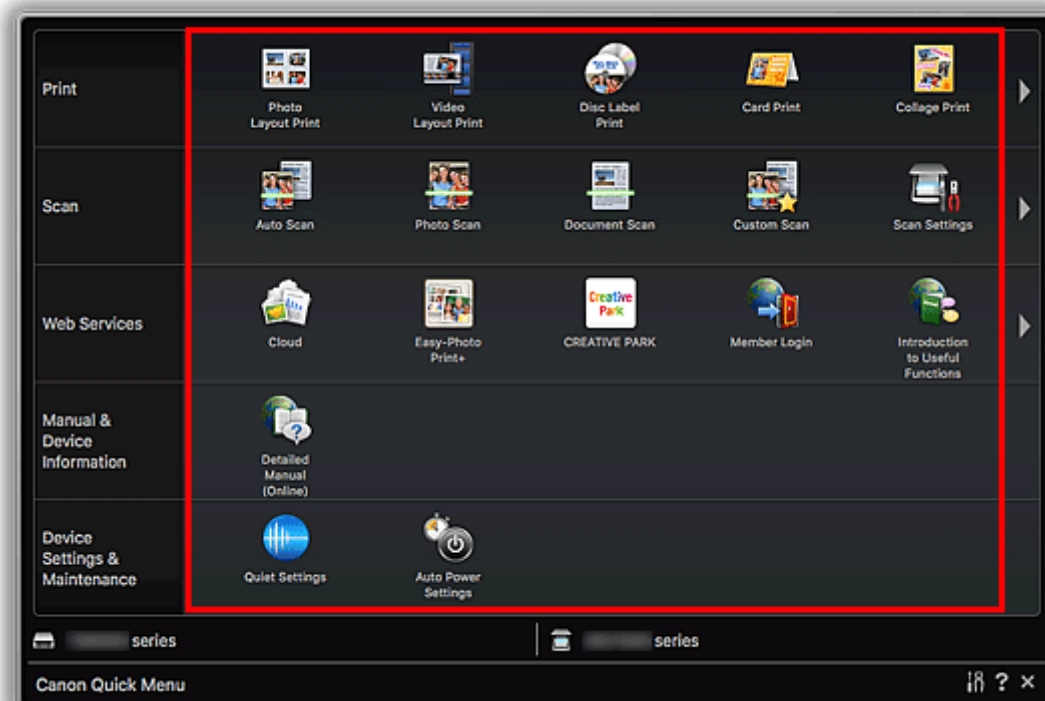 Print
Photo
Layout Print
Video
Layout Print
Disc Label
Print
Card Print
Collage Print
Scan
Auto Scan
Photo Scan
Document Scan
Custom Scan
Scan Settings
Web Services
Cloud
Easy-Photo
Print+
Creative
Park
CREATIVE PARK
Member Login
Introduction
to Useful
Functions
Manual &
Device
Information
Detailed
Manual
(Online)
Device
Settings &
Maintenance
Quiet Settings
Auto Power
Settings
series
series
Canon Quick Menu
?